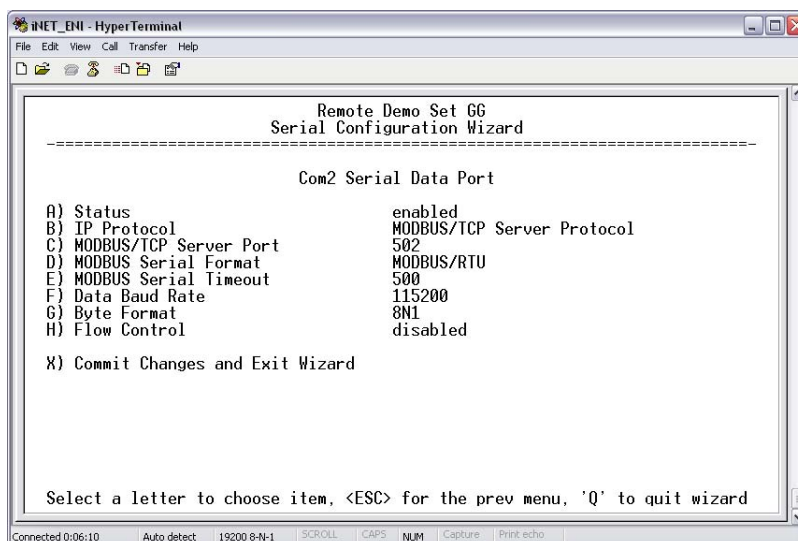 iNET_ENI - HyperTerminal
File Edit View Call Transfer Help
Remote Demo Set GG
Serial Configuration Wizard
-==========================================================================-
Com2 Serial Data Port
A) Status enabled
B) IP Protocol MODBUS/TCP Server Protocol
C) MODBUS/TCP Server Port 502
D) MODBUS Serial Format MODBUS/RTU
E) MODBUS Serial Timeout 500
F) Data Baud Rate 115200
G) Byte Format 8N1
H) Flow Control disabled
X) Commit Changes and Exit Wizard
Select a letter to choose item, <ESC> for the prev menu, 'Q' to quit wizard
Connected 0:06:10 Auto detect 19200 8-N-1 SCROLL CAPS NUM Capture Print echo